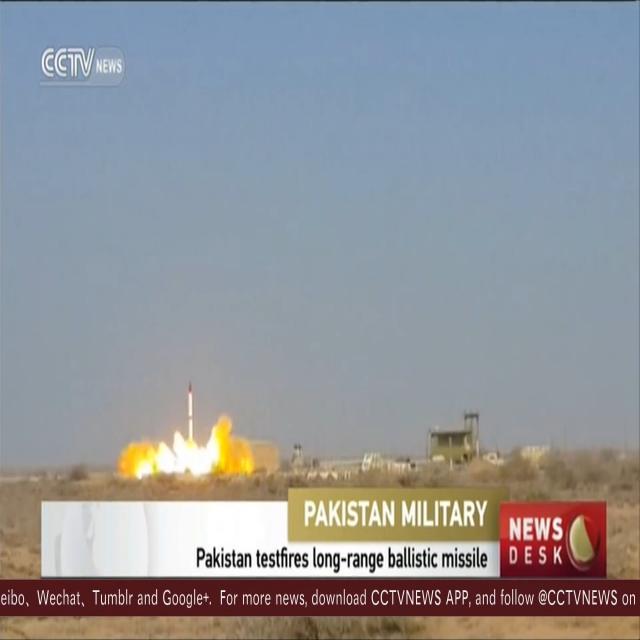 CCTV NEWS
PAKISTAN MILITARY
Pakistan testfires long-range ballistic missile
NEWS
DESK
eibo、Wechat、Tumblr and Google+. For more news, download CCTVNEWS APP, and follow @CCTVNEWS on